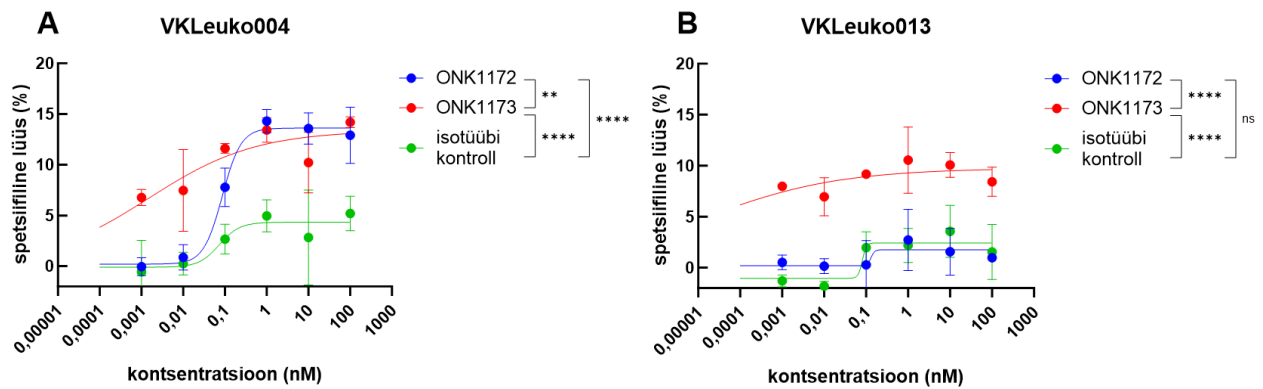 A
VKLeuko004
spetsiifiline lüüs (%)
20
15
10
5
0
0,00001
0,0001
0,001
0,01
0,1
1
10
100
1000
kontsentratsioon (nM)
ONK1172
ONK1173
isotüübi
kontroll
**
****
****
B
VKLeuko013
spetsiifiline lüüs (%)
20
15
10
5
0
0,00001
0,0001
0,001
0,01
0,1
1
10
100
1000
kontsentratsioon (nM)
ONK1172
ONK1173
isotüübi
kontroll
****
****
ns